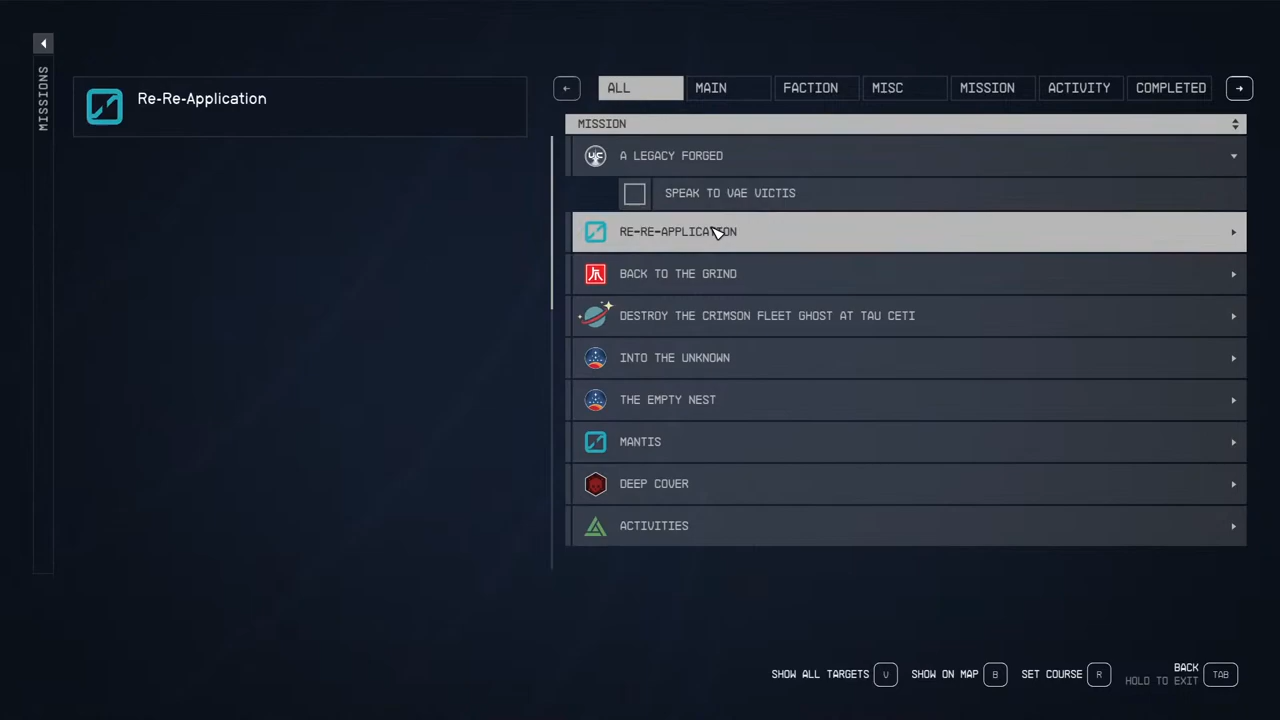 MISSIONS
Re-Re-Application
ALL
MAIN
FACTION
MISC
MISSION
ACTIVITY
COMPLETED
MISSION
A LEGACY FORGED
SPEAK TO VAE VICTIS
RE-RE-APPLICATION
BACK TO THE GRIND
DESTROY THE CRIMSON FLEET GHOST AT TAU CETI
INTO THE UNKNOWN
THE EMPTY NEST
MANTIS
DEEP COVER
ACTIVITIES
SHOW ALL TARGETS V
SHOW ON MAP B
SET COURSE R
BACK
HOLD TO EXIT
TAB